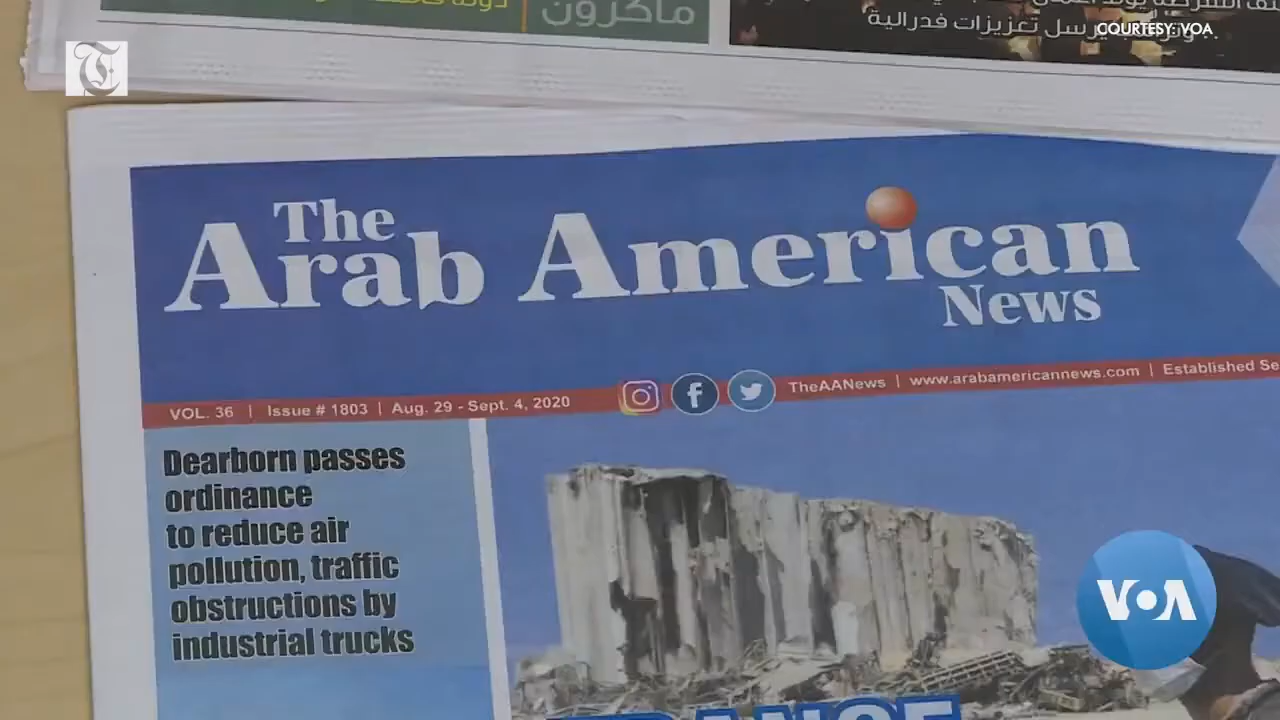 ماكرون
COURTESY: VOA
يرسل تعزيزات فدرالية
The
Arab American
News
VOL. 36 | Issue # 1803 | Aug. 29 - Sept. 4, 2020
TheAANews | www.arabamericannews.com | Established
Dearborn passes
ordinance
to reduce air
pollution, traffic
obstructions by
industrial trucks
VOA